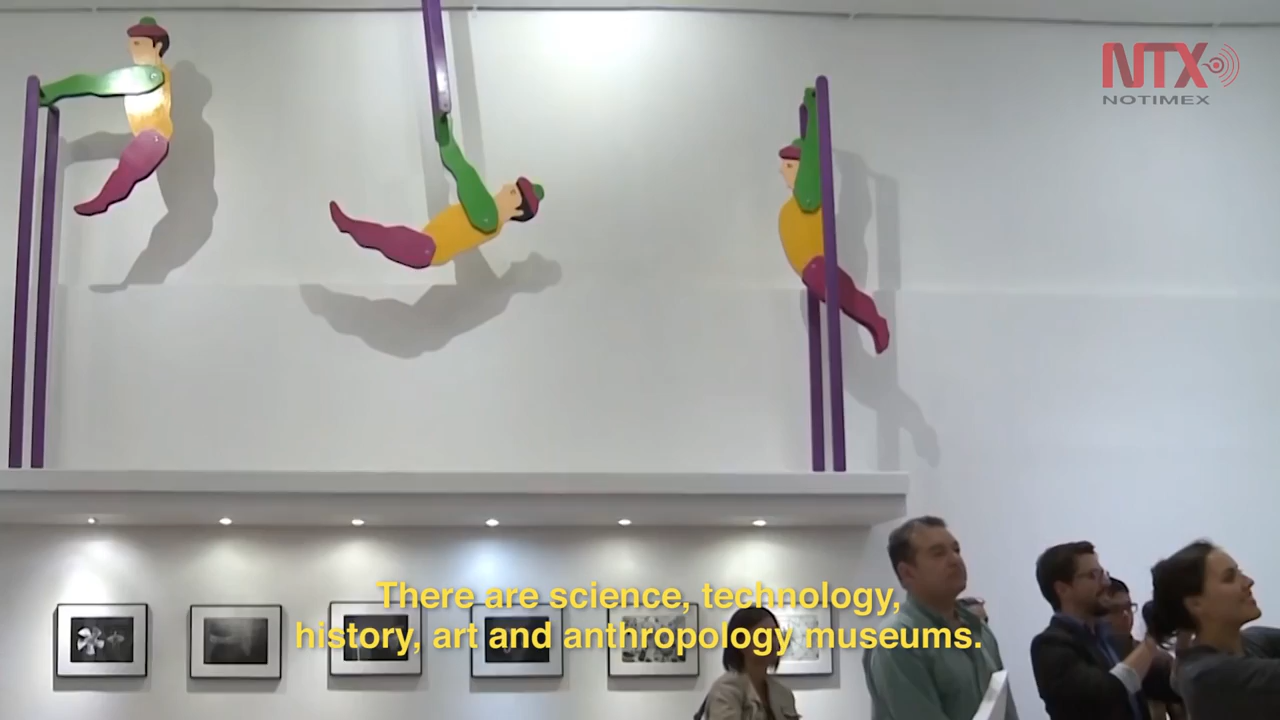 NTX
NOTIMEX
There are science, technology,
history, art and anthropology museums.